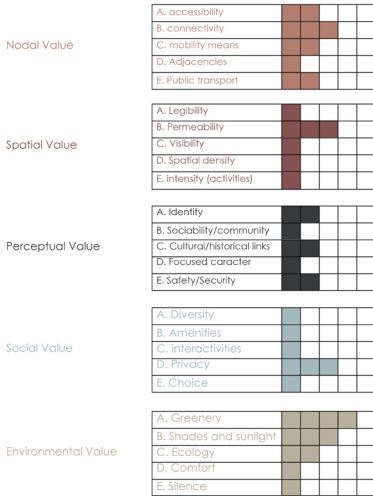 Nodal Value
A. accessibility
B. connectivity
C. mobility means
D. Adjacencies
E. Public transport
Spatial Value
A. Legibility
B. Permeability
C. Visibility
D. Spatial density
E. intensity (activities)
Perceptual Value
A. Identity
B. Sociability/community
C. Cultural/historical links
D. Focused caracter
E. Safety/Security
Social Value
A. Diversity
B. Amenities
C. interactivities
D. Privacy
E. Choice
Environmental Value
A. Greenery
B. Shades and sunlight
C. Ecology
D. Comfort
E. Silence